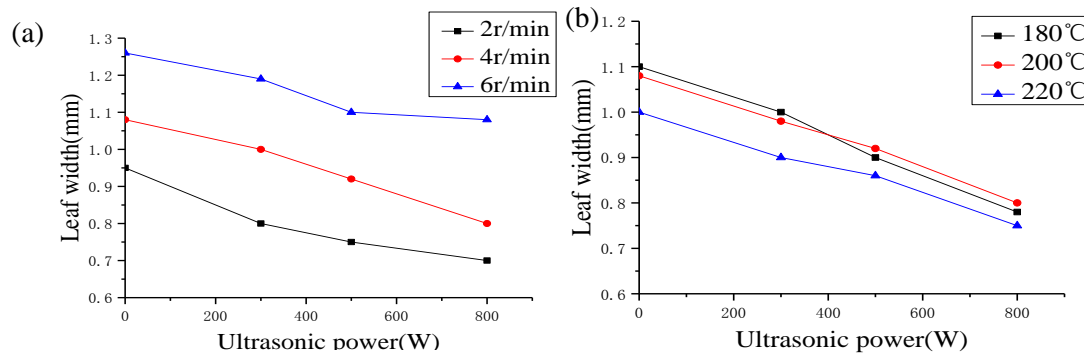 (a)
2r/min
4r/min
6r/min
1.3
1.2
1.1
1.0
0.9
0.8
0.7
0.6
Leaf width(mm)
0 200 400 600 800
Ultrasonic power(W)
(b)
180℃
200℃
220℃
1.2
1.1
1.0
0.9
0.8
0.7
0.6
Leaf width(mm)
0 200 400 600 800
Ultrasonic power(W)